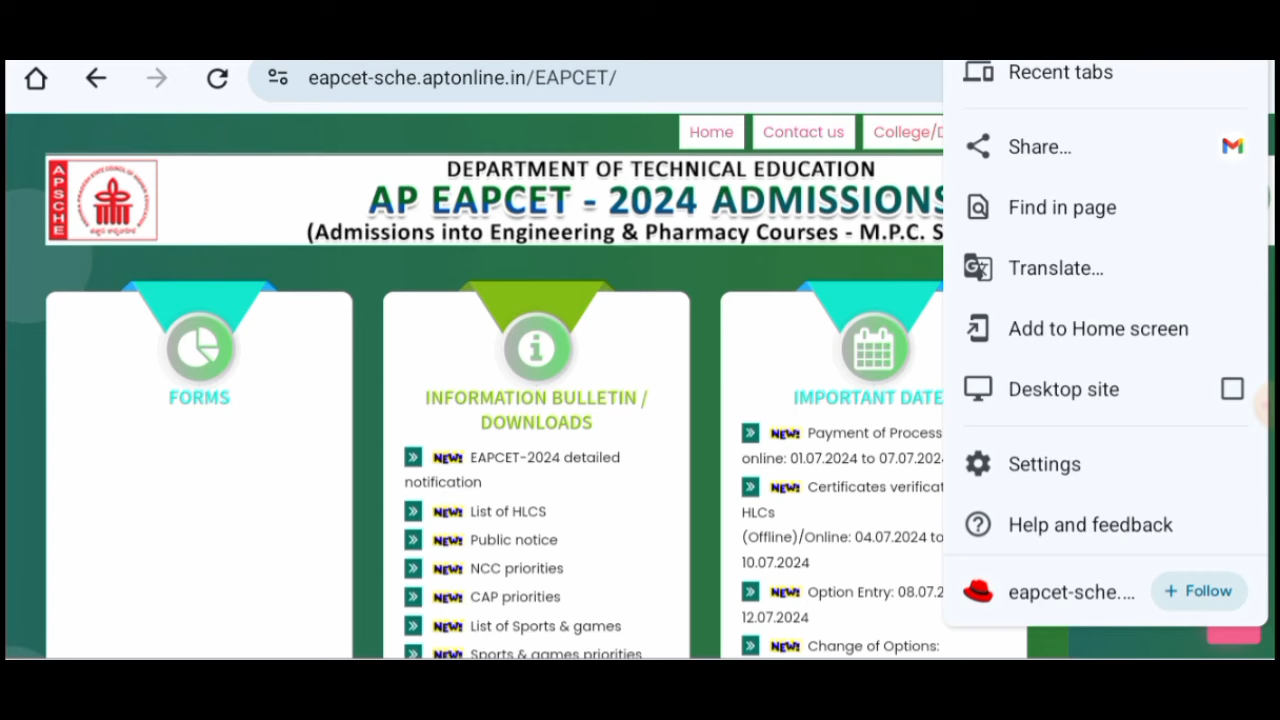 eapcet-sche.aptonline.in/EAPCET/
Home
Contact us
College/D
APSCHE
DEPARTMENT OF TECHNICAL EDUCATION
AP EAPCET - 2024 ADMISSIONS
(Admissions into Engineering & Pharmacy Courses - M.P.C. S
FORMS
INFORMATION BULLETIN /
DOWNLOADS
NEW! EAPCET-2024 detailed
notification
NEW! List of HLCS
NEW! Public notice
NEW! NCC priorities
NEW! CAP priorities
NEW! List of Sports & games
NEW! Sports & games priorities
IMPORTANT DATE
NEW! Payment of Process
online: 01.07.2024 to 07.07.2024
NEW! Certificates verificat
HLCs
(Offline)/Online: 04.07.2024 to
10.07.2024
NEW! Option Entry: 08.07.2
12.07.2024
NEW! Change of Options:
Recent tabs
Share...
Find in page
Translate...
Add to Home screen
Desktop site
Settings
Help and feedback
eapcet-sche....
+ Follow